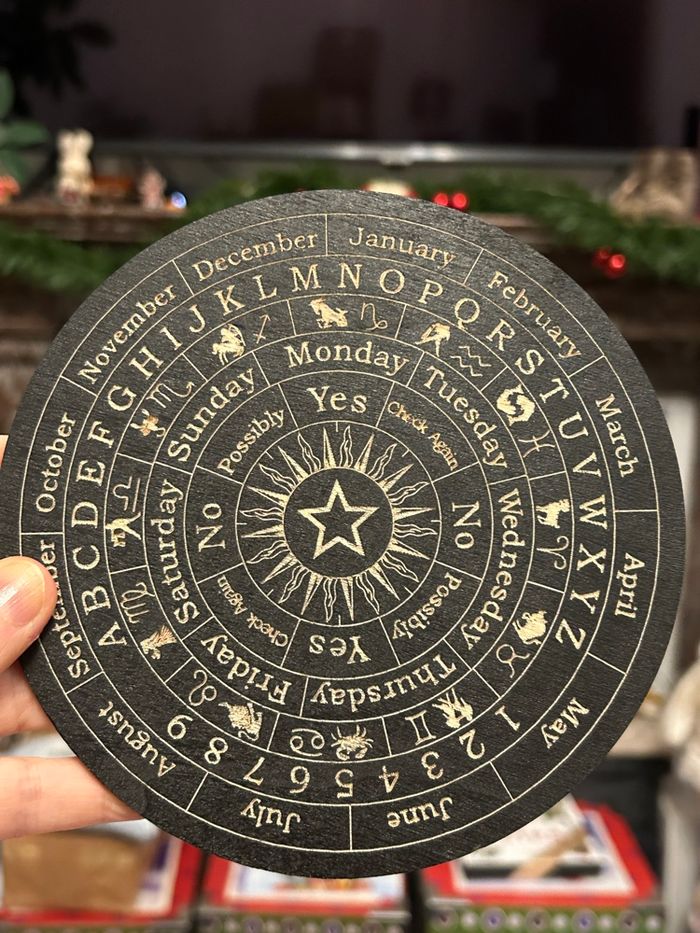 January
February
March
April
May
June
July
August
September
October
November
December
A B C D E F G H I J K L M N O P Q R S T U V W X Y Z
1 2 3 4 5 6 7 8 9
Monday
Tuesday
Wednesday
Thursday
Friday
Saturday
Sunday
Yes
Check Again
No
Possibly
Yes
Check Again
No
Possibly